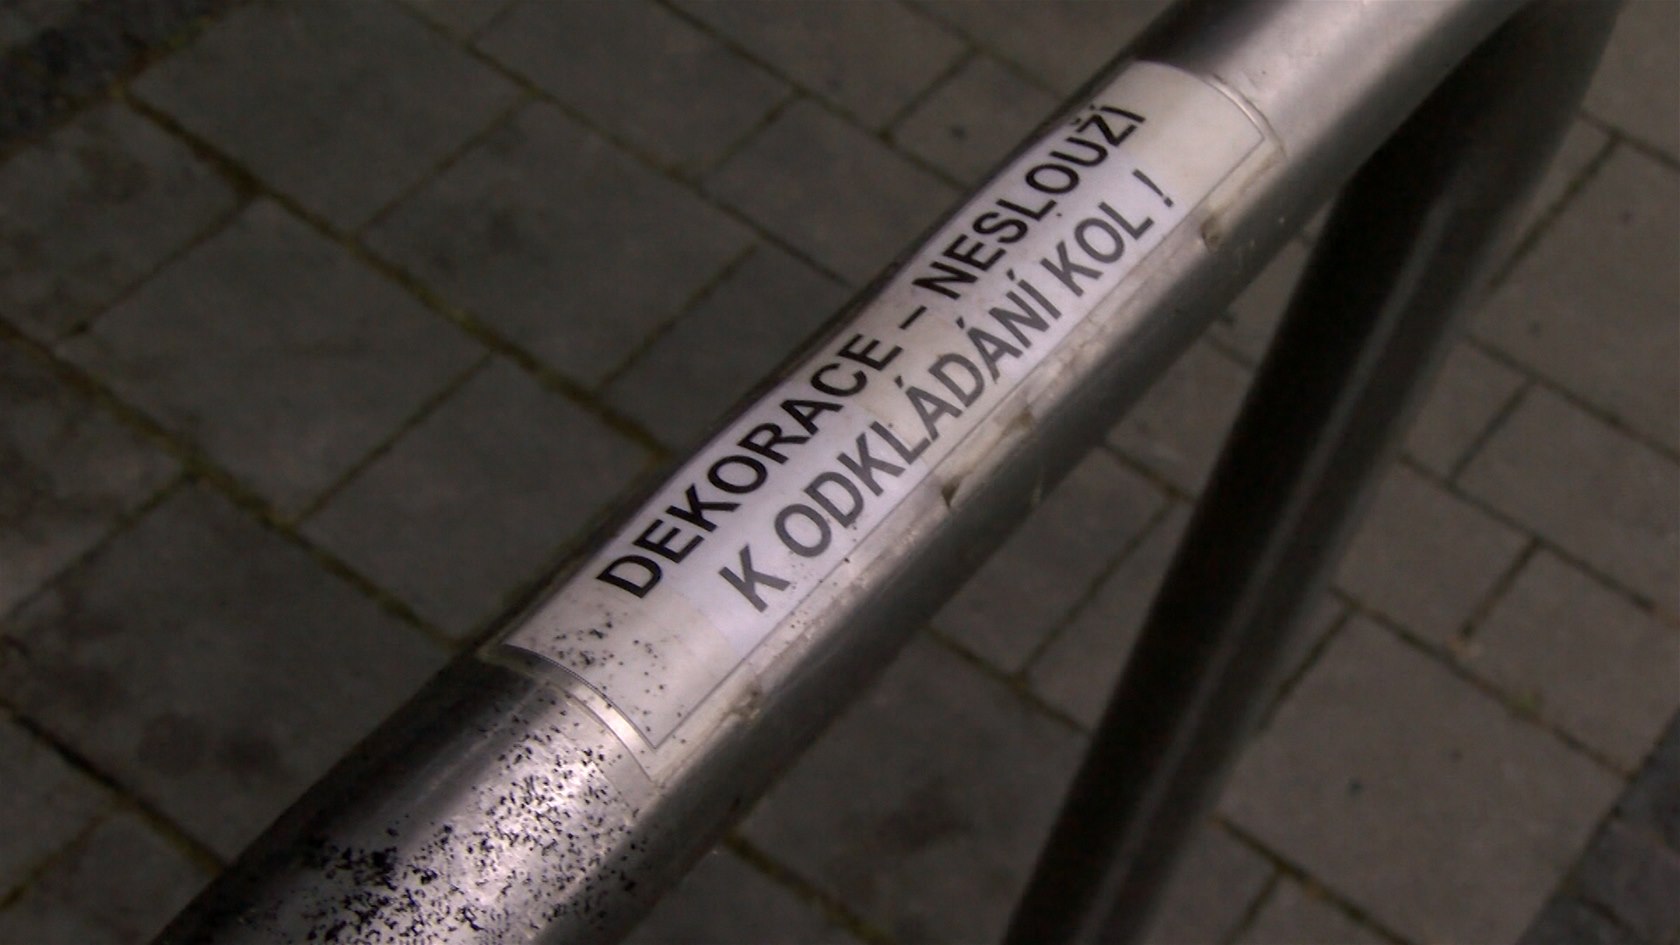 DEKORACE – NESLOUŽÍ
K ODKLÁDÁNÍ KOL !